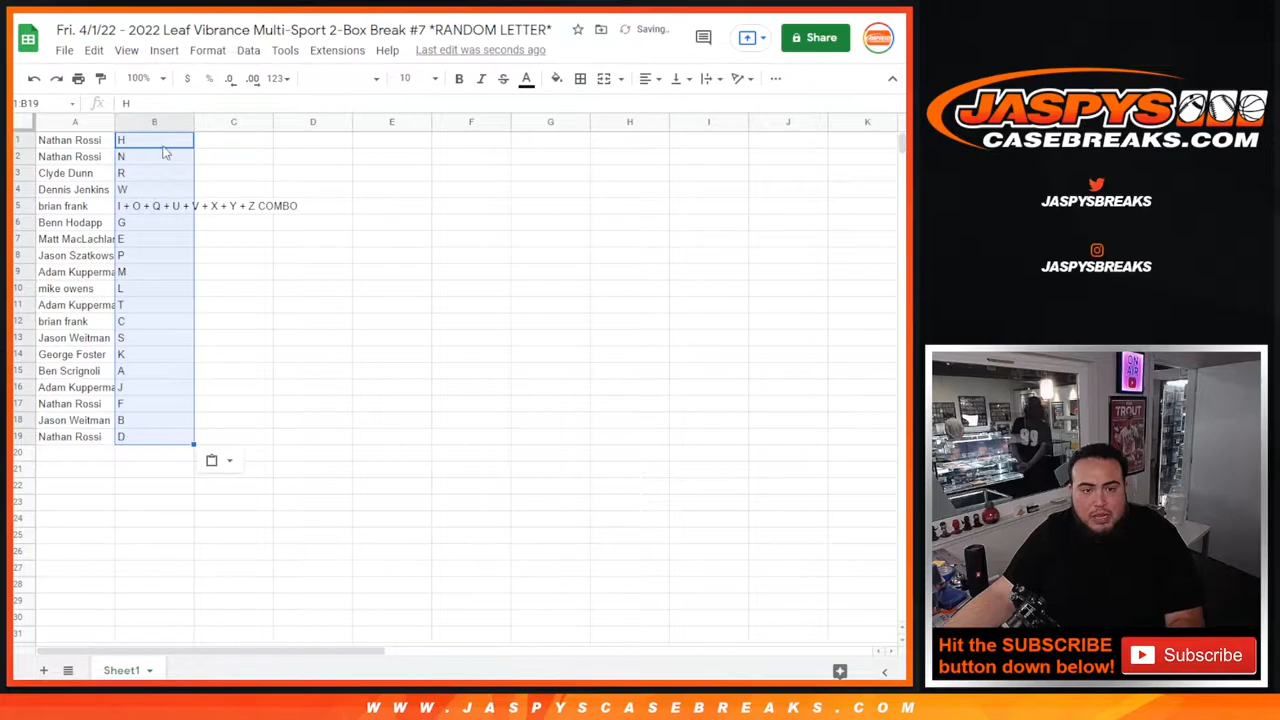 Fri. 4/1/22 - 2022 Leaf Vibrance Multi-Sport 2-Box Break #7 *RANDOM LETTER*
Saving...
Share
File Edit View Insert Format Data Tools Extensions Help Last edit was seconds ago
100% $ % .0 .00 123 10 B I S A
1:B19 fx H
A B C D E F G H I J K
1 Nathan Rossi H
2 Nathan Rossi N
3 Clyde Dunn R
4 Dennis Jenkins W
5 brian frank I + O + Q + U + V + X + Y + Z COMBO
6 Benn Hodapp G
7 Matt MacLachlan E
8 Jason Szatkows P
9 Adam Kupperma M
10 mike owens L
11 Adam Kupperma T
12 brian frank C
13 Jason Weitman S
14 George Foster K
15 Ben Scrignoli A
16 Adam Kupperma J
17 Nathan Rossi F
18 Jason Weitman B
19 Nathan Rossi D
20
21
22
23
24
25
26
27
28
29
30
31
Sheet1
JASPYS
CASEBREAKS.COM
JASPYSBREAKS
JASPYSBREAKS
ON
AIR
TROUT
99
Hit the SUBSCRIBE
button down below!
Subscribe
WWW.JASPYSCASEBREAKS.COM